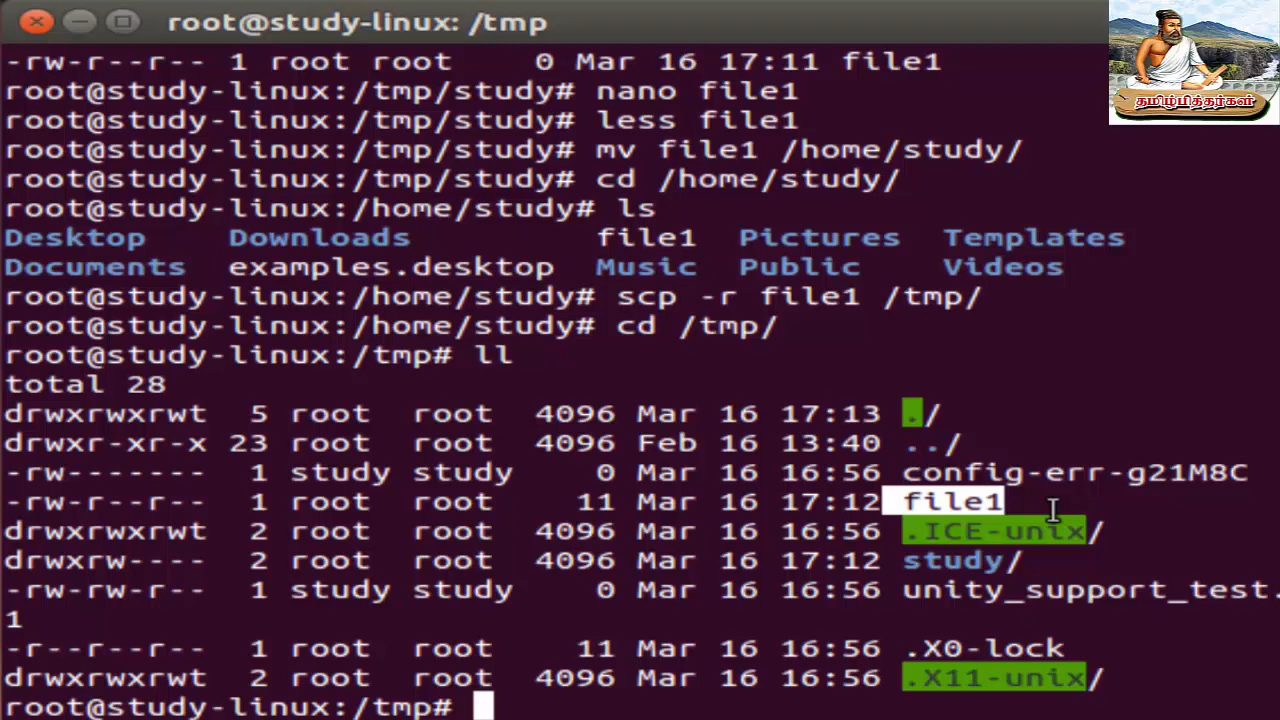 root@study-linux: /tmp
-rw-r--r-- 1 root root 0 Mar 16 17:11 file1
root@study-linux:/tmp/study# nano file1
root@study-linux:/tmp/study# less file1
root@study-linux:/tmp/study# mv file1 /home/study/
root@study-linux:/tmp/study# cd /home/study/
root@study-linux:/home/study# ls
Desktop Downloads file1 Pictures Templates
Documents examples.desktop Music Public Videos
root@study-linux:/home/study# scp -r file1 /tmp/
root@study-linux:/home/study# cd /tmp/
root@study-linux:/tmp# ll
total 28
drwxrwxrwt 5 root root 4096 Mar 16 17:13 ./
drwxr-xr-x 23 root root 4096 Feb 16 13:40 ../
-rw------- 1 study study 0 Mar 16 16:56 config-err-g21M8C
-rw-r--r-- 1 root root 11 Mar 16 17:12 file1
drwxrwxrwt 2 root root 4096 Mar 16 16:56 .ICE-unix/
drwxrw---- 2 root root 4096 Mar 16 17:12 study/
-rw-rw-r-- 1 study study 0 Mar 16 16:56 unity_support_test.
1
-r--r--r-- 1 root root 11 Mar 16 16:56 .X0-lock
drwxrwxrwt 2 root root 4096 Mar 16 16:56 .X11-unix/
root@study-linux:/tmp#
தமிழ்பித்தர்கள்